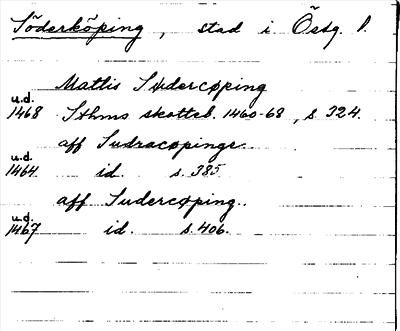 Söderköping, stad i Östg. P.
Mattis Sudercøping
u.d.
1468 Sthms skotteb. 1460-68, s 324.
aff Sudracøpinge
u.d.
1464 id. s. 385
aff Sudercøping.
u.d.
1467 id. s. 406.